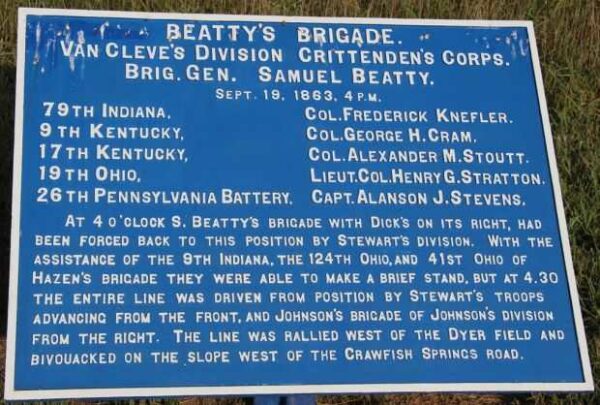 BEATTY'S BRIGADE.
VAN CLEVE'S DIVISION CRITTENDEN'S CORPS.
BRIG. GEN. SAMUEL BEATTY.
SEPT. 19, 1863, 4 P.M.
79TH INDIANA, COL. FREDERICK KNEFLER.
9TH KENTUCKY, COL. GEORGE H. CRAM.
17TH KENTUCKY, COL. ALEXANDER M. STOUTT.
19TH OHIO, LIEUT. COL. HENRY G. STRATTON.
26TH PENNSYLVANIA BATTERY, CAPT. ALANSON J. STEVENS.
AT 4 O'CLOCK S. BEATTY'S BRIGADE WITH DICK'S ON ITS RIGHT, HAD
BEEN FORCED BACK TO THIS POSITION BY STEWART'S DIVISION. WITH THE
ASSISTANCE OF THE 9TH INDIANA, THE 124TH OHIO, AND 41ST OHIO OF
HAZEN'S BRIGADE THEY WERE ABLE TO MAKE A BRIEF STAND, BUT AT 4.30
THE ENTIRE LINE WAS DRIVEN FROM POSITION BY STEWART'S, TROOPS
ADVANCING FROM THE FRONT, AND JOHNSON'S BRIGADE OF JOHNSON'S DIVISION
FROM THE RIGHT. THE LINE WAS RALLIED WEST OF THE DYER FIELD AND
BIVOUACKED ON THE SLOPE WEST OF THE CRAWFISH SPRINGS ROAD.